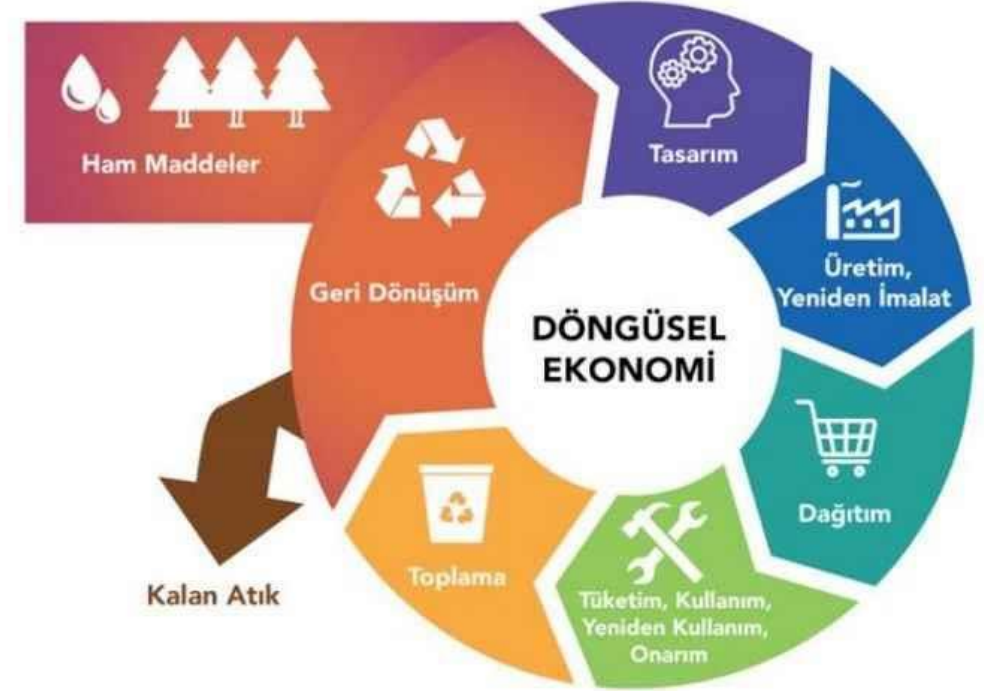 Ham Maddeler
Tasarım
Üretim,
Yeniden İmalat
Geri Dönüşüm
DÖNGÜSEL
EKONOMİ
Dağıtım
Toplama
Tüketim, Kullanım,
Yeniden Kullanım,
Onarım
Kalan Atık